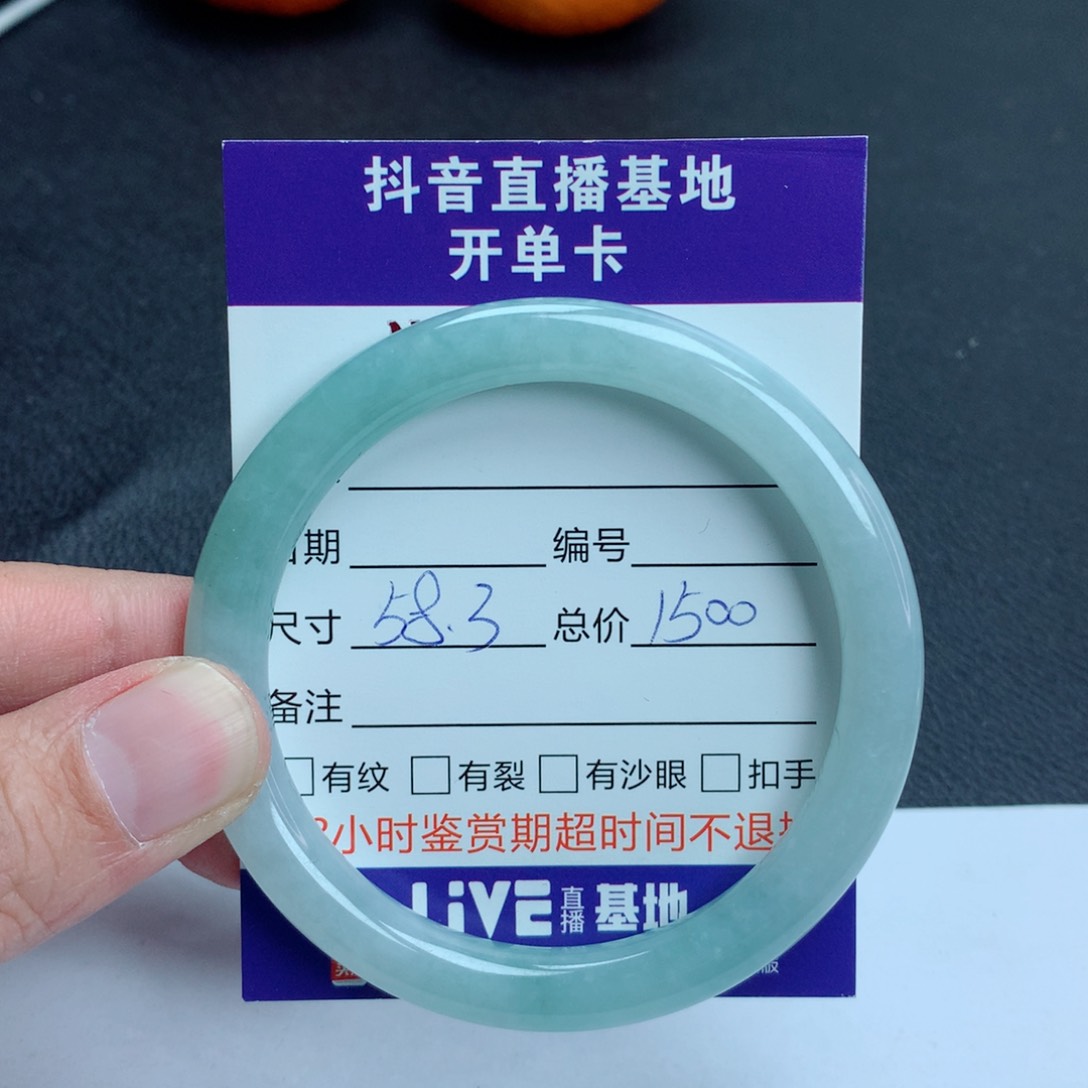 抖音直播基地
开单卡
期 编号
尺寸 58.3 总价 1500
备注
有纹 有裂 有沙眼 扣手
小时鉴赏期超时间不退
LiVE 直播 基地